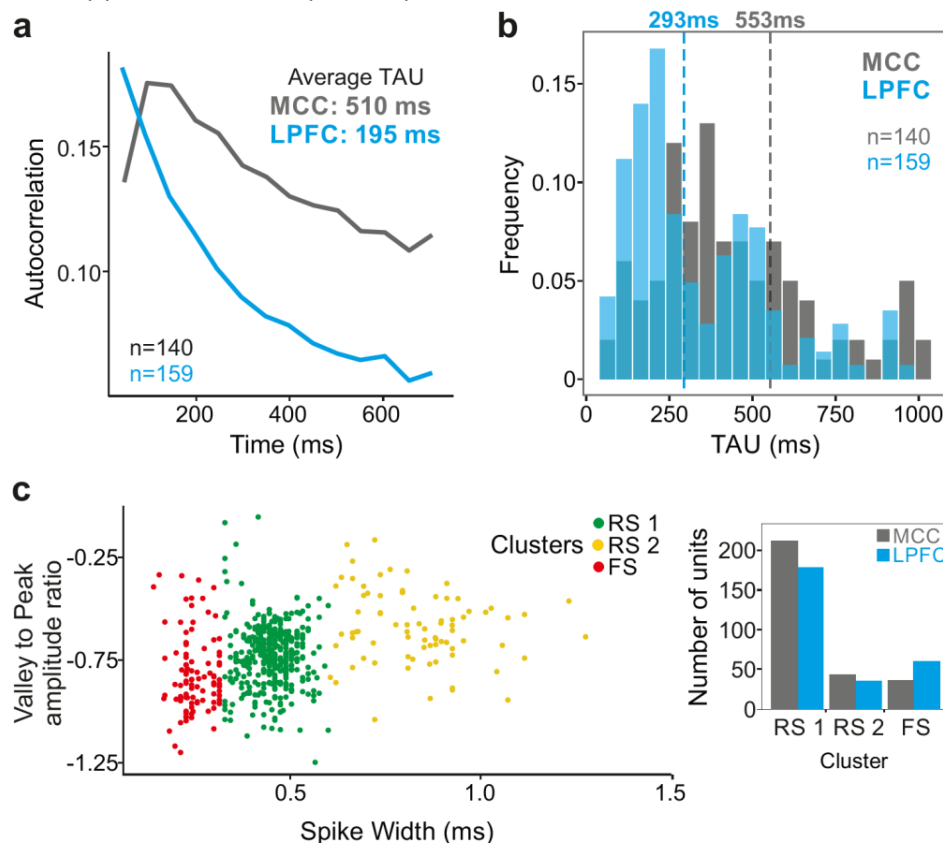 a
Average TAU
MCC: 510 ms
LPFC: 195 ms
0.15
0.10
Autocorrelation
n=140
n=159
200
400
600
Time (ms)
b
293ms
553ms
MCC
LPFC
n=140
n=159
0.15
0.10
0.05
0
Frequency
0
250
500
750
1000
TAU (ms)
c
Clusters
RS 1
RS 2
FS
-0.25
-0.75
-1.25
Valley to Peak
amplitude ratio
0.5
1.0
1.5
Spike Width (ms)
MCC
LPFC
200
150
100
50
0
Number of units
RS 1
RS 2
FS
Cluster